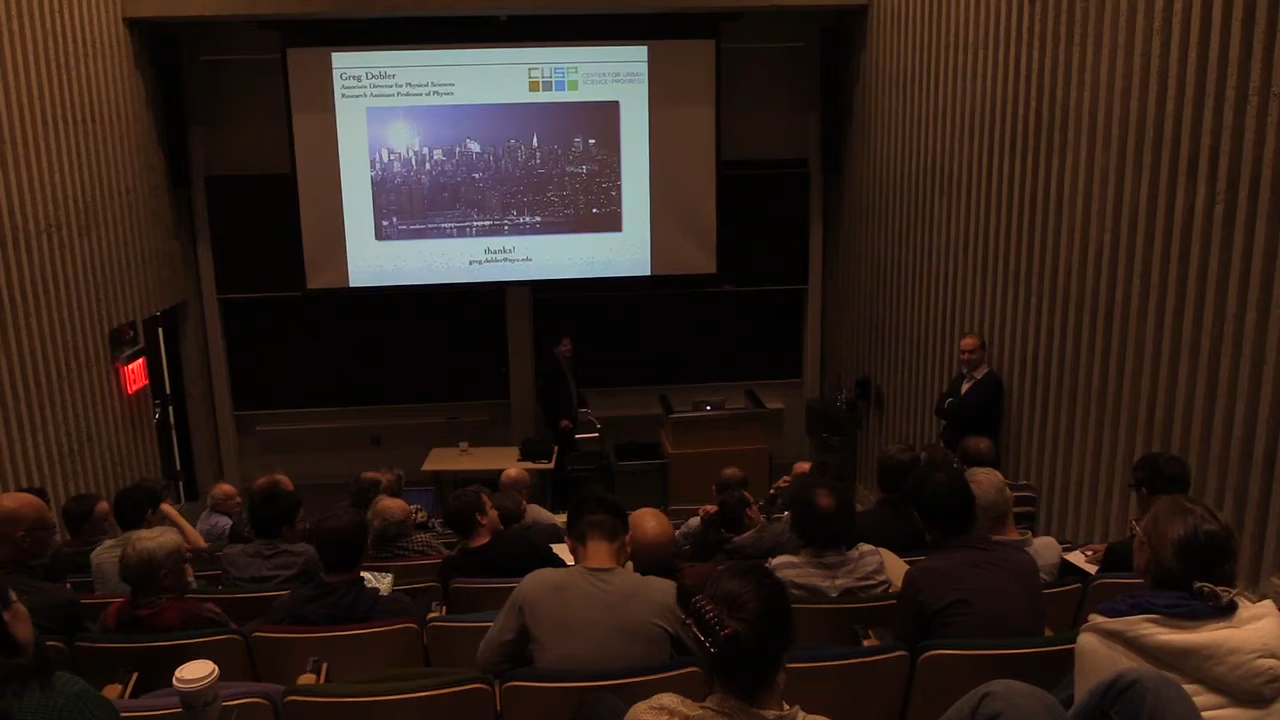 Greg Dobler
Associate Director for Physical Sciences
Research Assistant Professor of Physics
CUSP
CENTER FOR URBAN
SCIENCE+PROGRESS
thanks!
greg.dobler@nyu.edu
EXIT